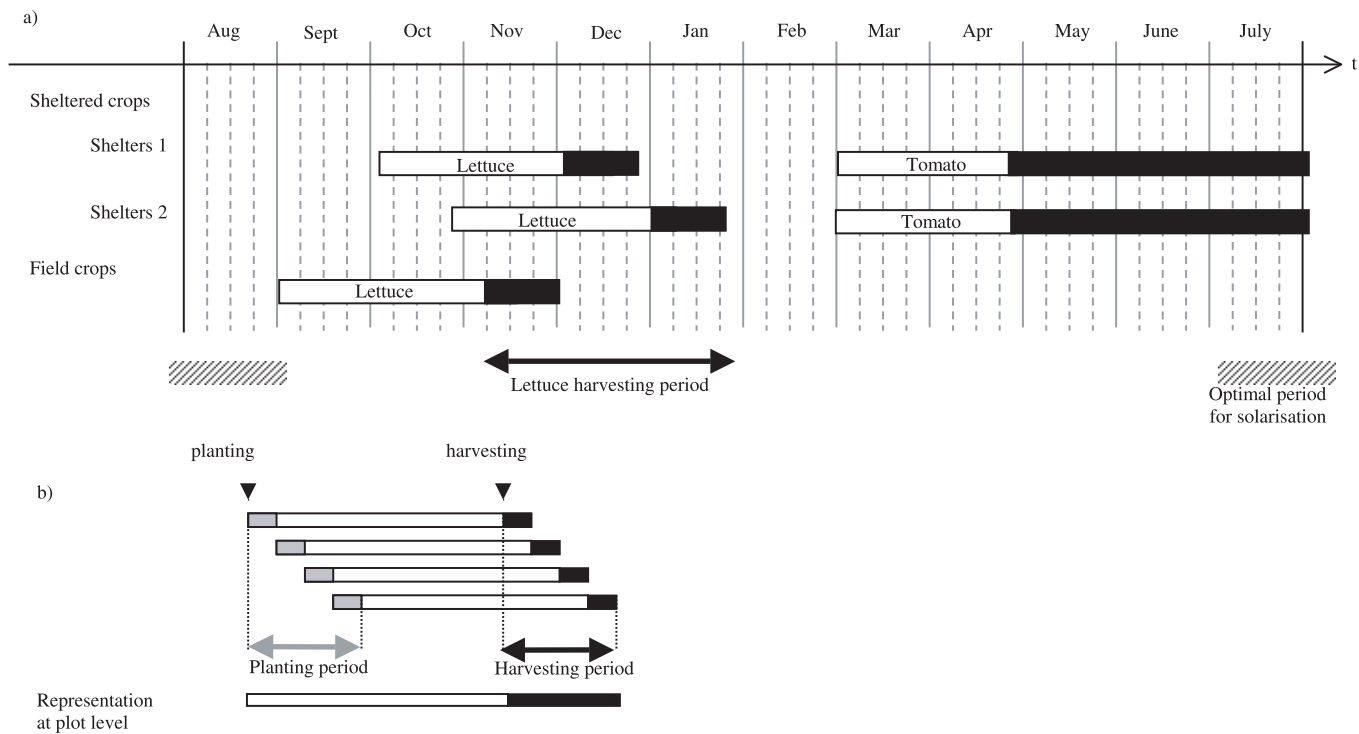 a)
Aug Sept Oct Nov Dec Jan Feb Mar Apr May June July
t
Sheltered crops
Shelters 1
Lettuce Tomato
Shelters 2
Lettuce Tomato
Field crops
Lettuce
Lettuce harvesting period
Optimal period
for solarisation
planting harvesting
b)
Planting period Harvesting period
Representation
at plot level